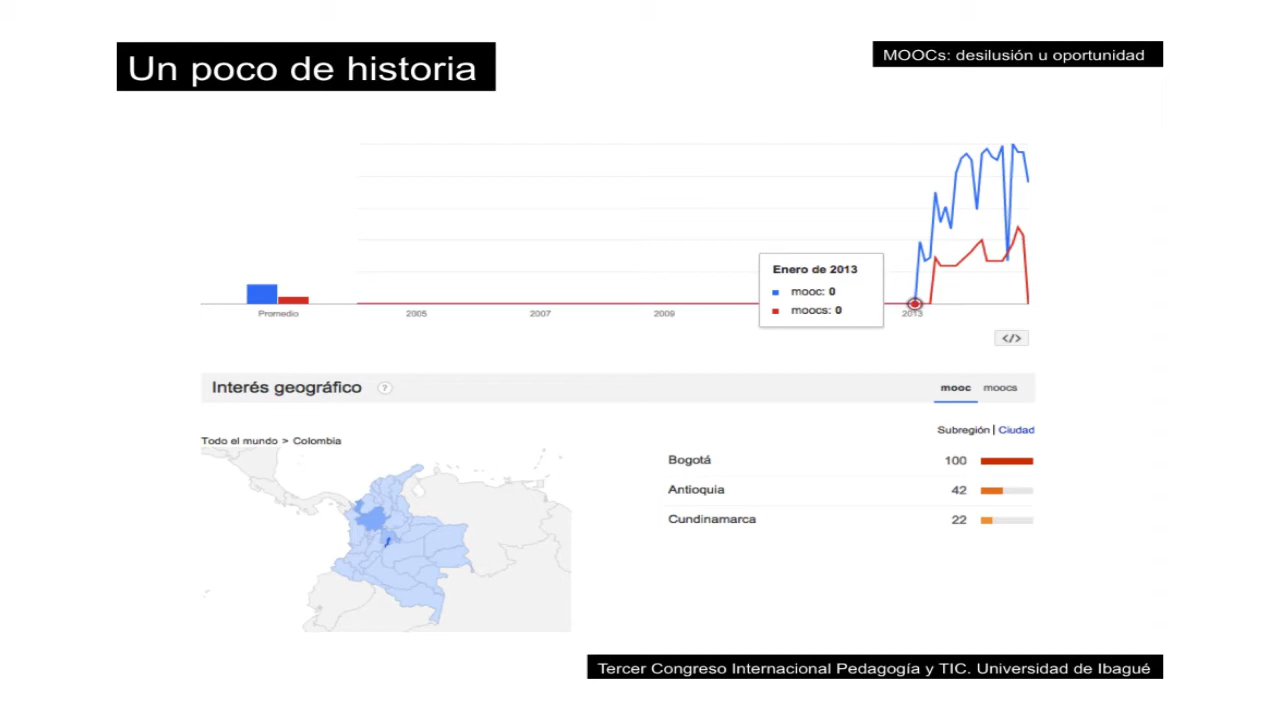 Un poco de historia
MOOCs: desilusión u oportunidad
Enero de 2013
mooc: 0
moocs: 0
Promedio
2005
2007
2009
2013
</>
Interés geográfico ?
mooc moocs
Todo el mundo > Colombia
Subregión | Ciudad
Bogotá 100
Antioquia 42
Cundinamarca 22
Tercer Congreso Internacional Pedagogía y TIC. Universidad de Ibagué